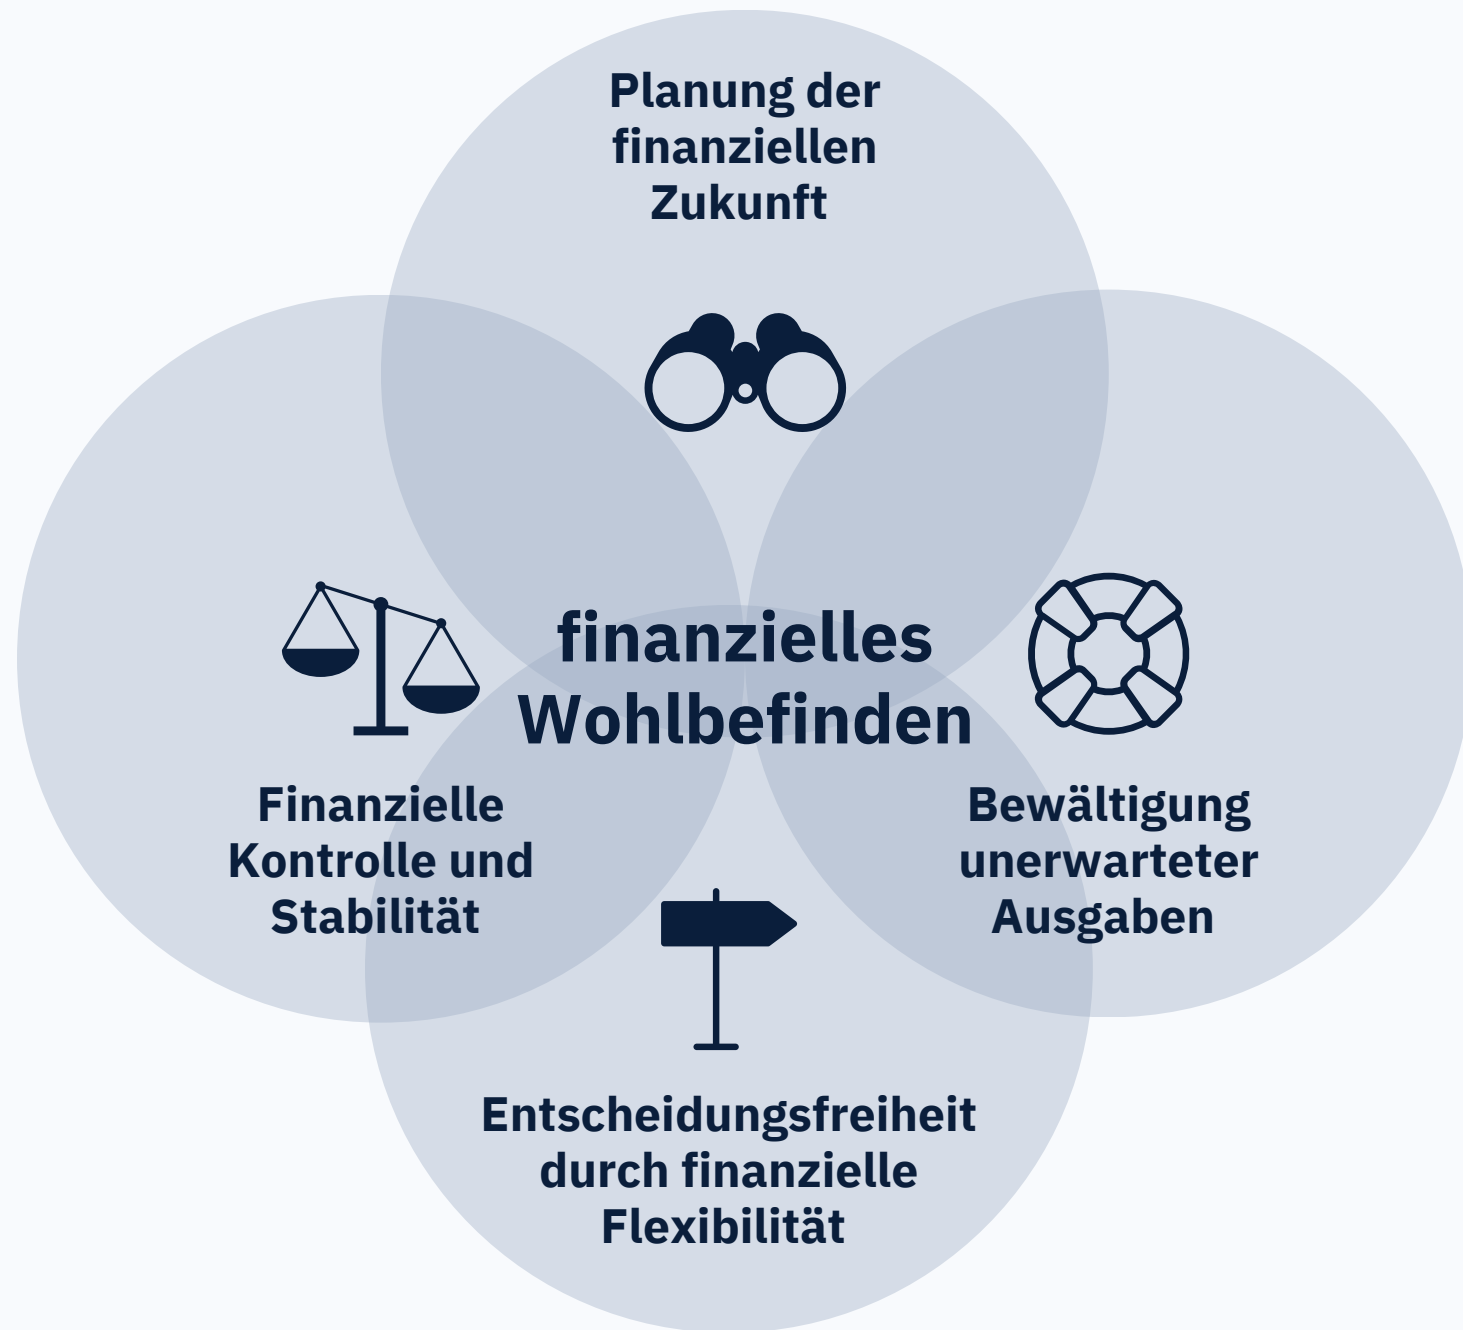 Planung der
finanziellen
Zukunft
finanzielles
Wohlbefinden
Finanzielle
Kontrolle und
Stabilität
Bewältigung
unerwarteter
Ausgaben
Entscheidungsfreiheit
durch finanzielle
Flexibilität